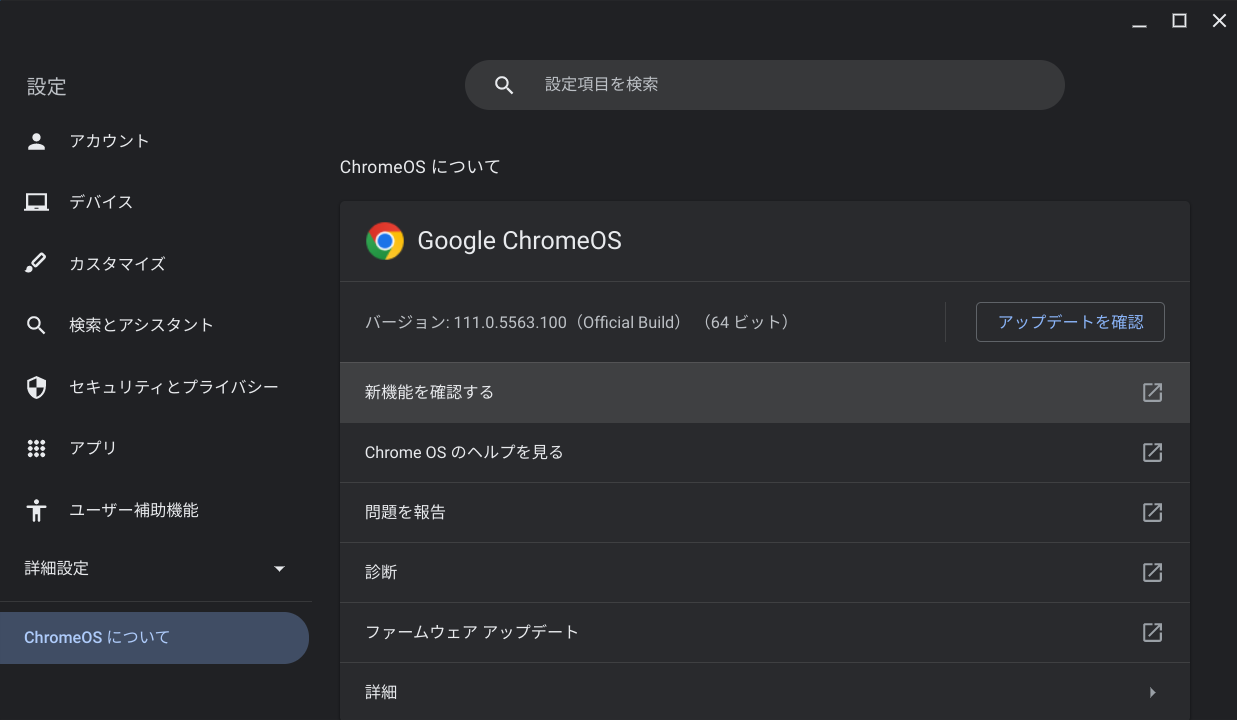 設定
設定項目を検索
アカウント
デバイス
カスタマイズ
検索とアシスタント
セキュリティとプライバシー
アプリ
ユーザー補助機能
詳細設定
ChromeOS について
ChromeOS について
Google ChromeOS
バージョン: 111.0.5563.100（Official Build） （64 ビット）
アップデートを確認
新機能を確認する
Chrome OS のヘルプを見る
問題を報告
診断
ファームウェア アップデート
詳細